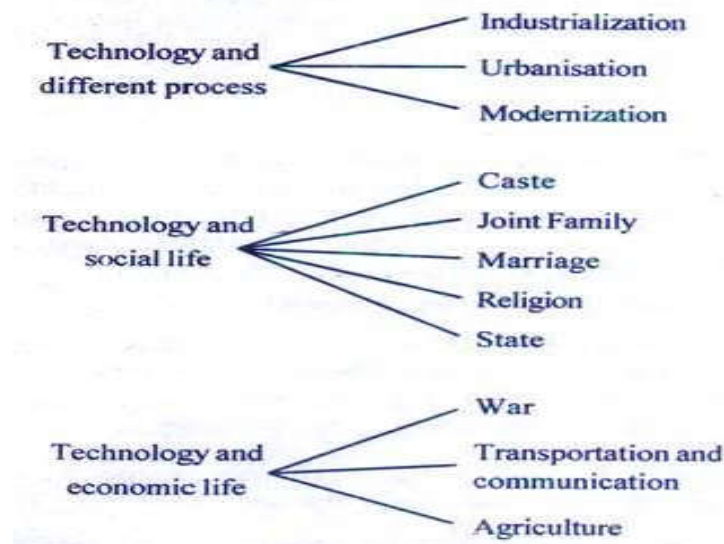 Technology and
different process
Industrialization
Urbanisation
Modernization
Technology and
social life
Caste
Joint Family
Marriage
Religion
State
Technology and
economic life
War
Transportation and
communication
Agriculture